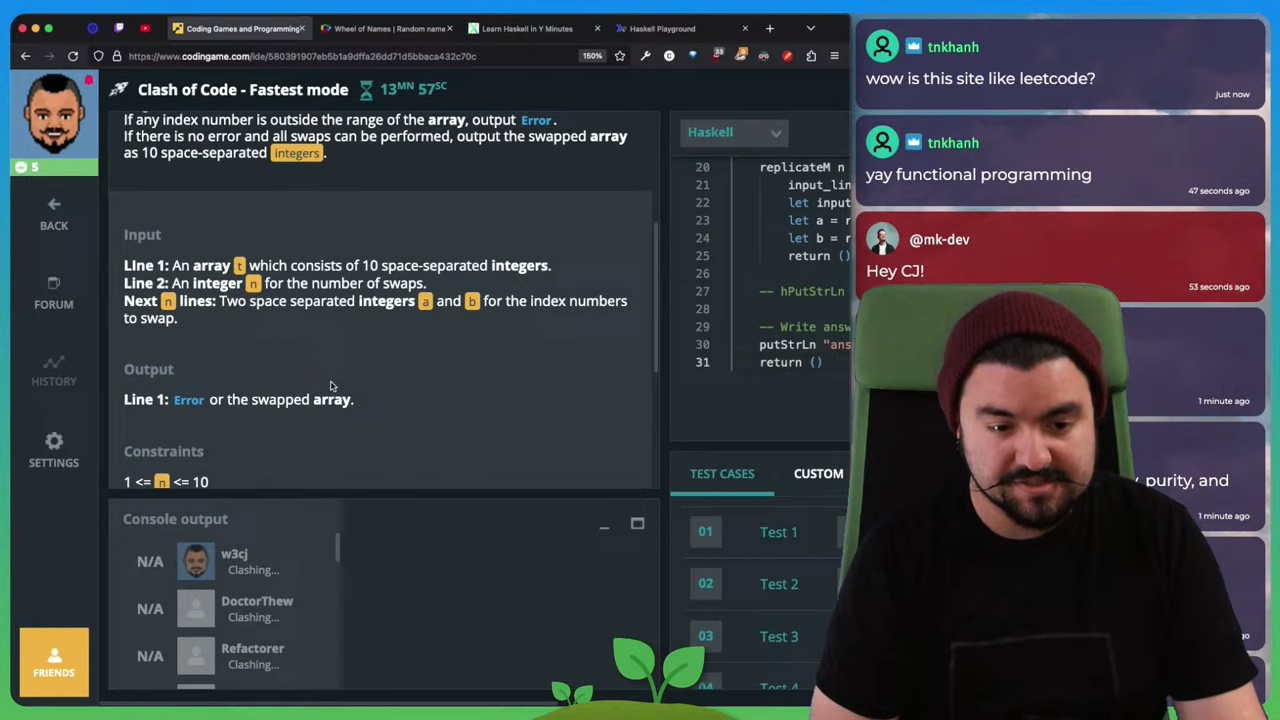 Coding Games and Programming
Wheel of Names | Random name
Learn Haskell in Y Minutes
Haskell Playground
https://www.codingame.com/ide/580391907eb5b1a9dffa26dd71d5bbaca432c70c
150%
Clash of Code - Fastest mode
13MN 57SC
5
BACK
FORUM
HISTORY
SETTINGS
FRIENDS
If any index number is outside the range of the array, output Error.
If there is no error and all swaps can be performed, output the swapped array
as 10 space-separated integers.
Input
Line 1: An array t which consists of 10 space-separated integers.
Line 2: An integer n for the number of swaps.
Next n lines: Two space separated integers a and b for the index numbers
to swap.
Output
Line 1: Error or the swapped array.
Constraints
1 <= n <= 10
Console output
N/A
w3cj
Clashing...
N/A
DoctorThew
Clashing...
N/A
Refactorer
Clashing...
Haskell
20 replicateM n
21 input_lin
22 let input
23 let a = r
24 let b = r
25 return ()
26
27 -- hPutStrLn
28
29 -- Write answ
30 putStrLn "ans
31 return ()
TEST CASES
CUSTOM
01 Test 1
02 Test 2
03 Test 3
04 Test 4
tnkhanh
wow is this site like leetcode?
just now
tnkhanh
yay functional programming
47 seconds ago
@mk-dev
Hey CJ!
53 seconds ago
1 minute ago
purity, and
1 minute ago